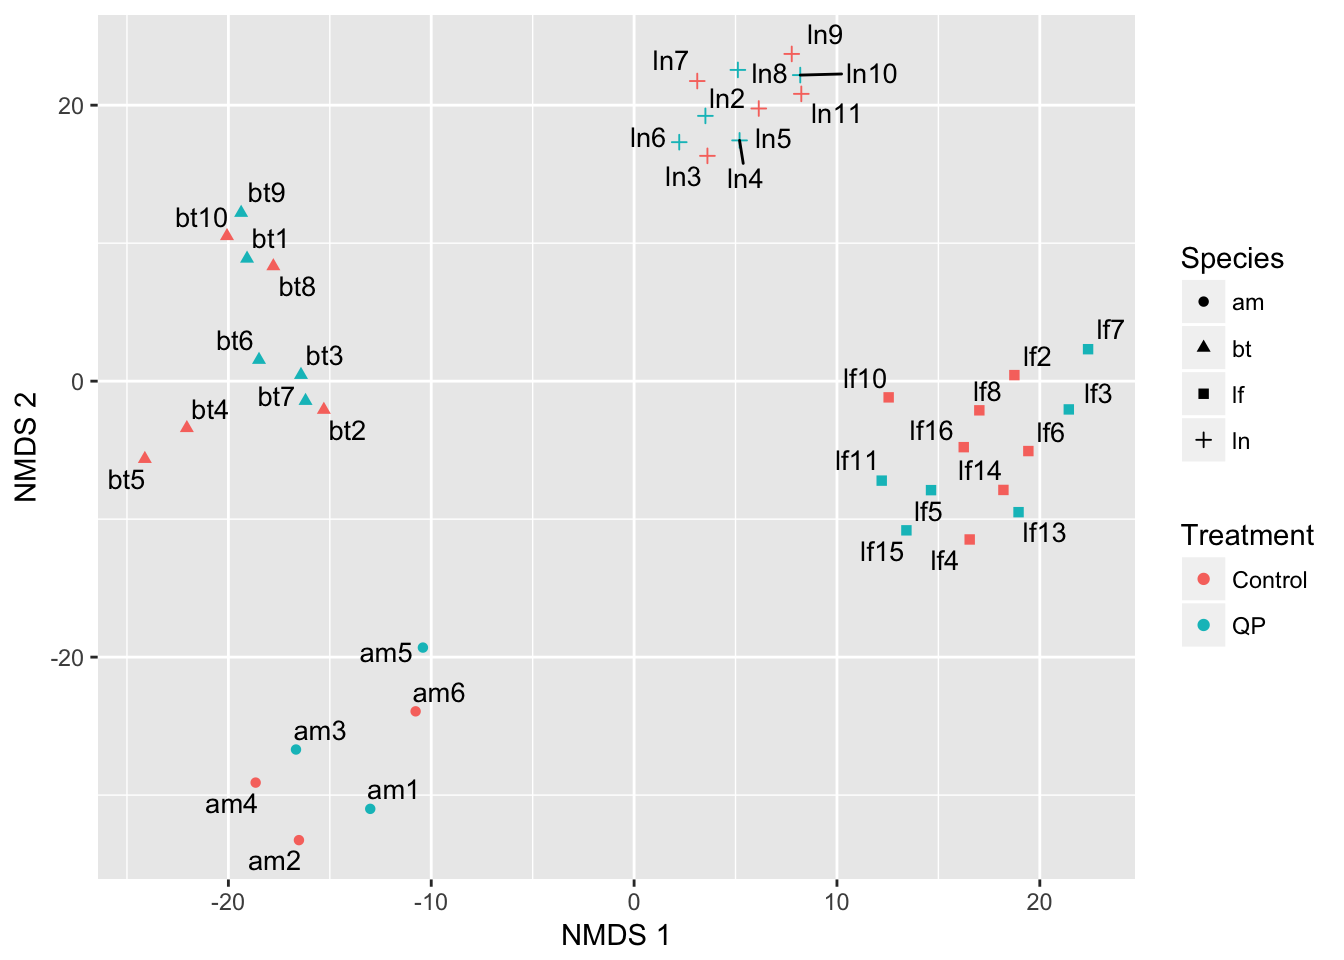 ln9
ln7
ln8
ln10
ln2
ln11
ln6
ln5
ln3
ln4
20
bt9
bt10
bt1
bt8
bt6
bt3
bt7
bt4
bt2
bt5
0
lf7
lf2
lf10
lf8
lf3
lf16
lf6
lf11
lf14
lf5
lf13
lf15
lf4
-20
am5
am6
am3
am1
am4
am2
-20
-10
0
10
20
NMDS 1
NMDS 2
Species
am
bt
lf
ln
Treatment
Control
QP